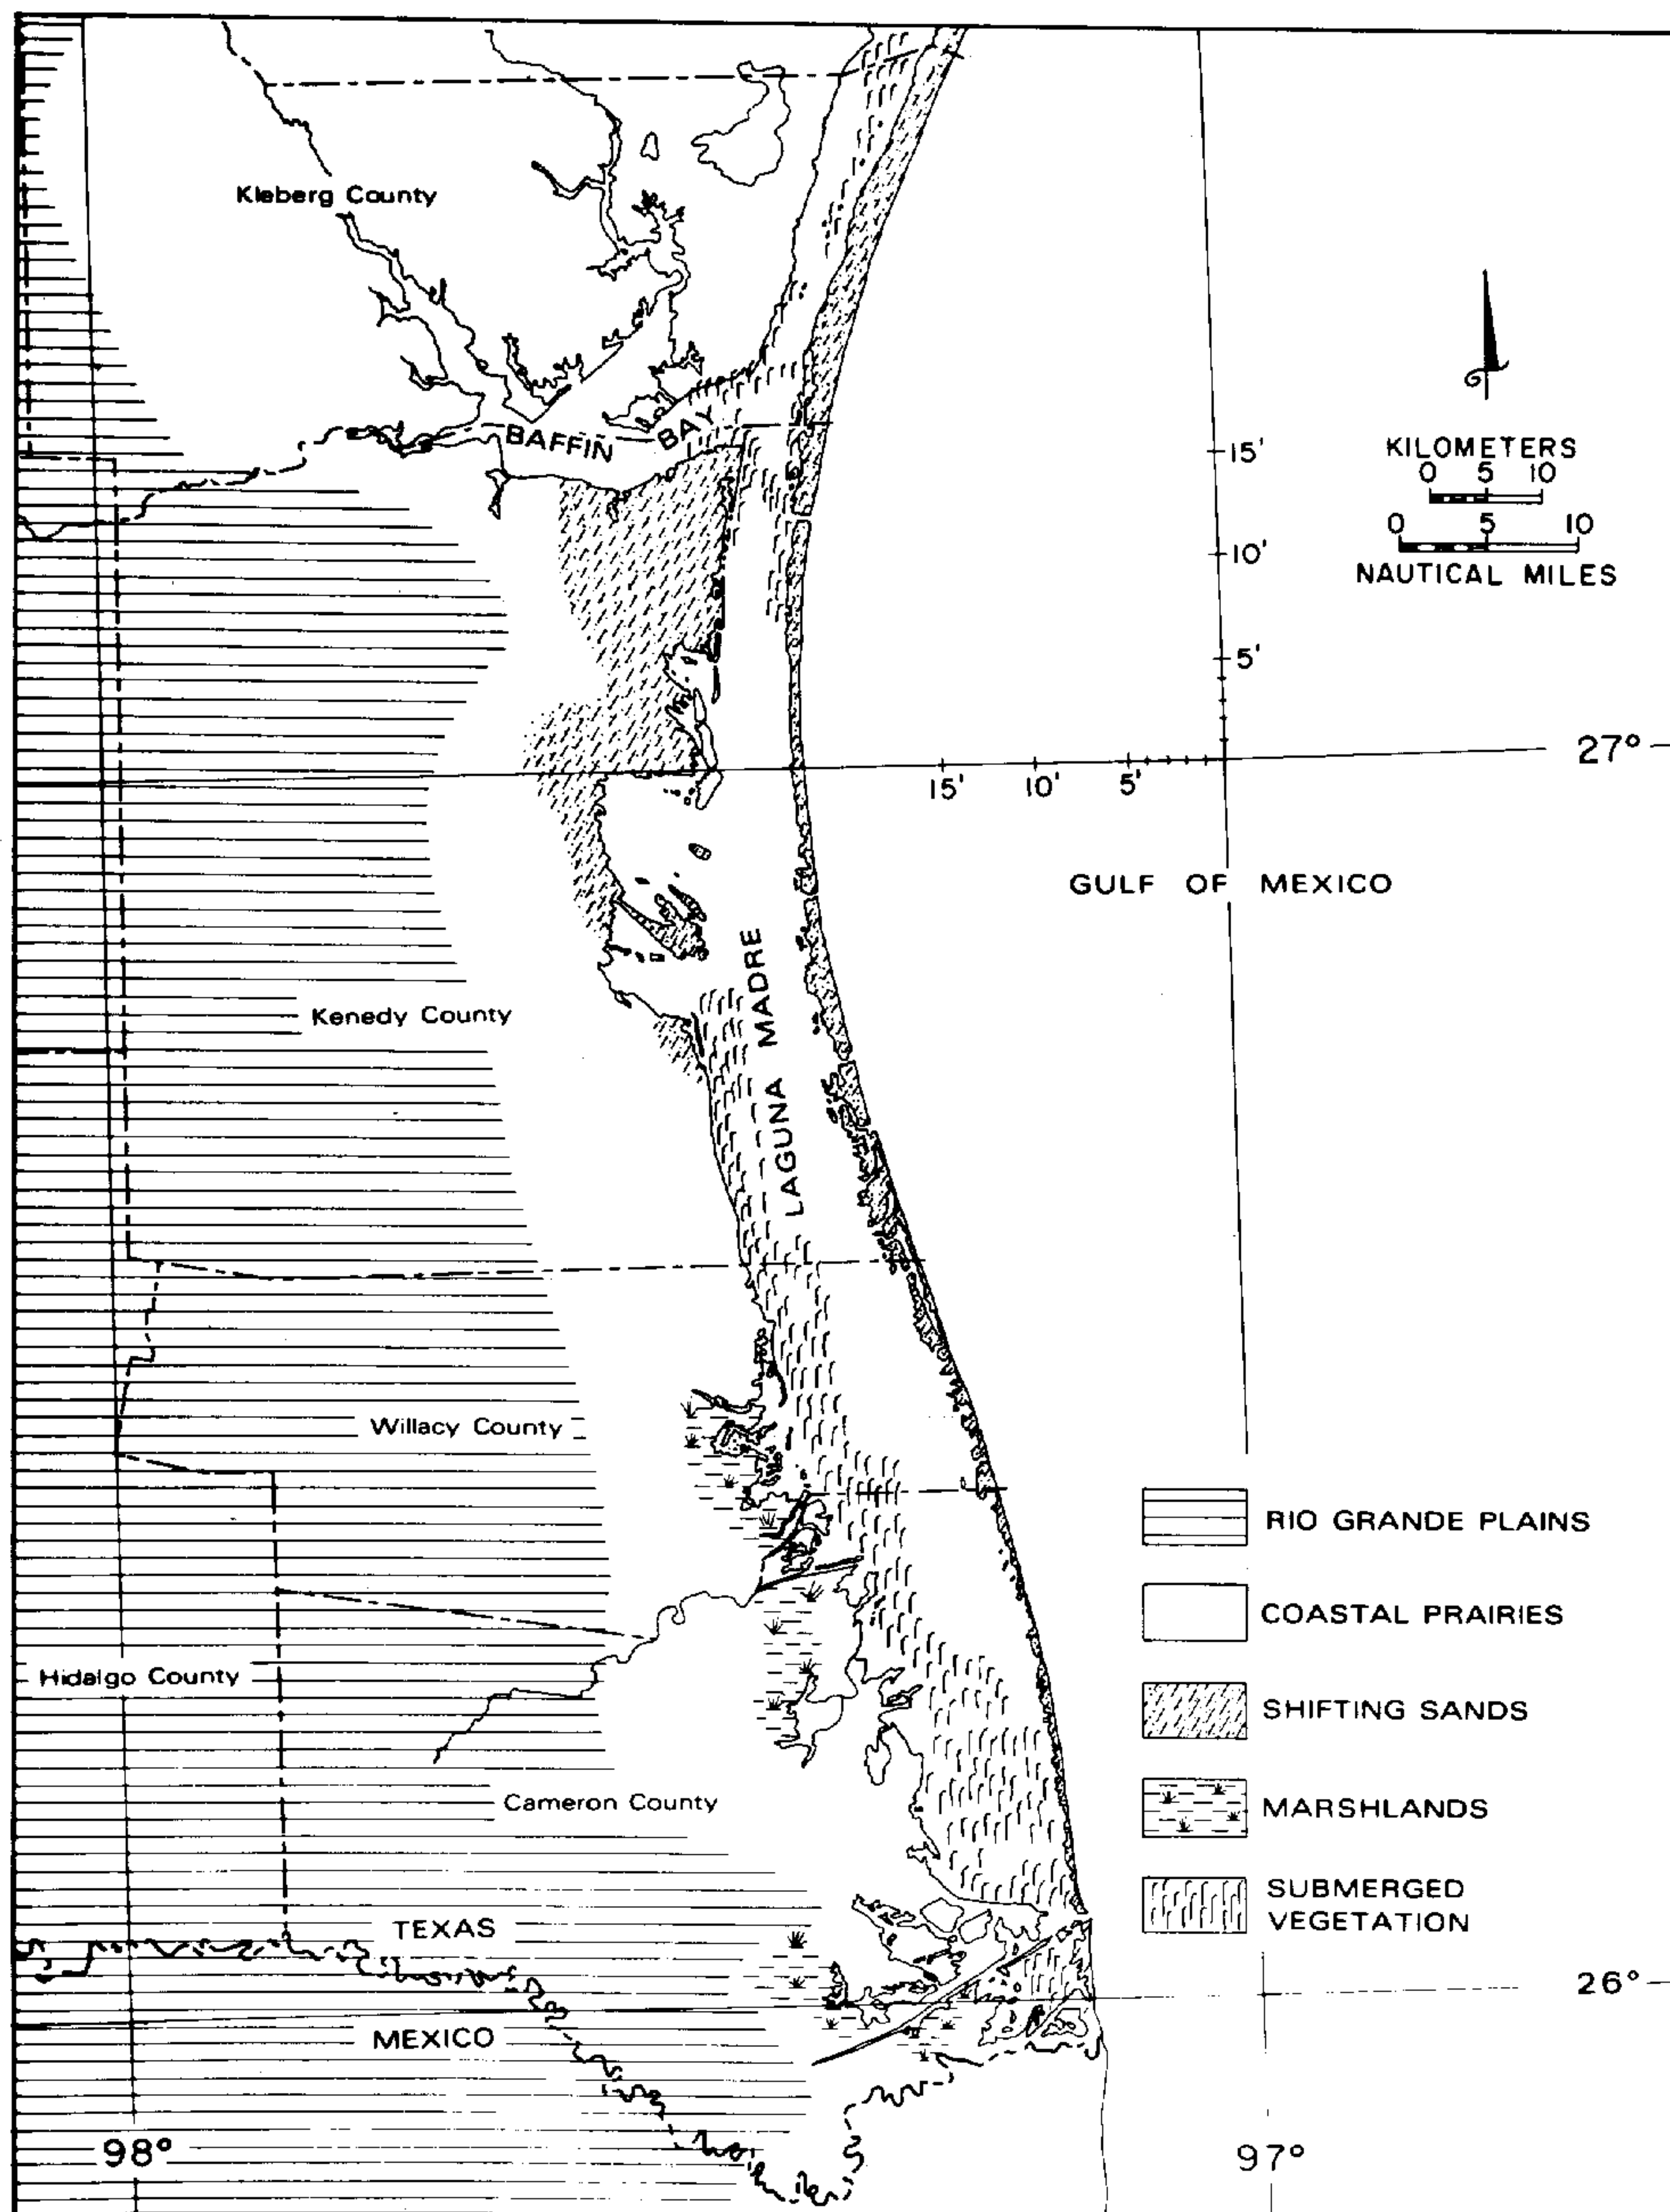 Kleberg County
BAFFIN BAY
15'
KILOMETERS
0 5 10
0 5 10
NAUTICAL MILES
10'
5'
27°
15' 10' 5'
GULF OF MEXICO
LAGUNA MADRE
Kenedy County
Willacy County
RIO GRANDE PLAINS
COASTAL PRAIRIES
Hidalgo County
SHIFTING SANDS
Cameron County
MARSHLANDS
SUBMERGED
VEGETATION
TEXAS
26°
MEXICO
98°
97°